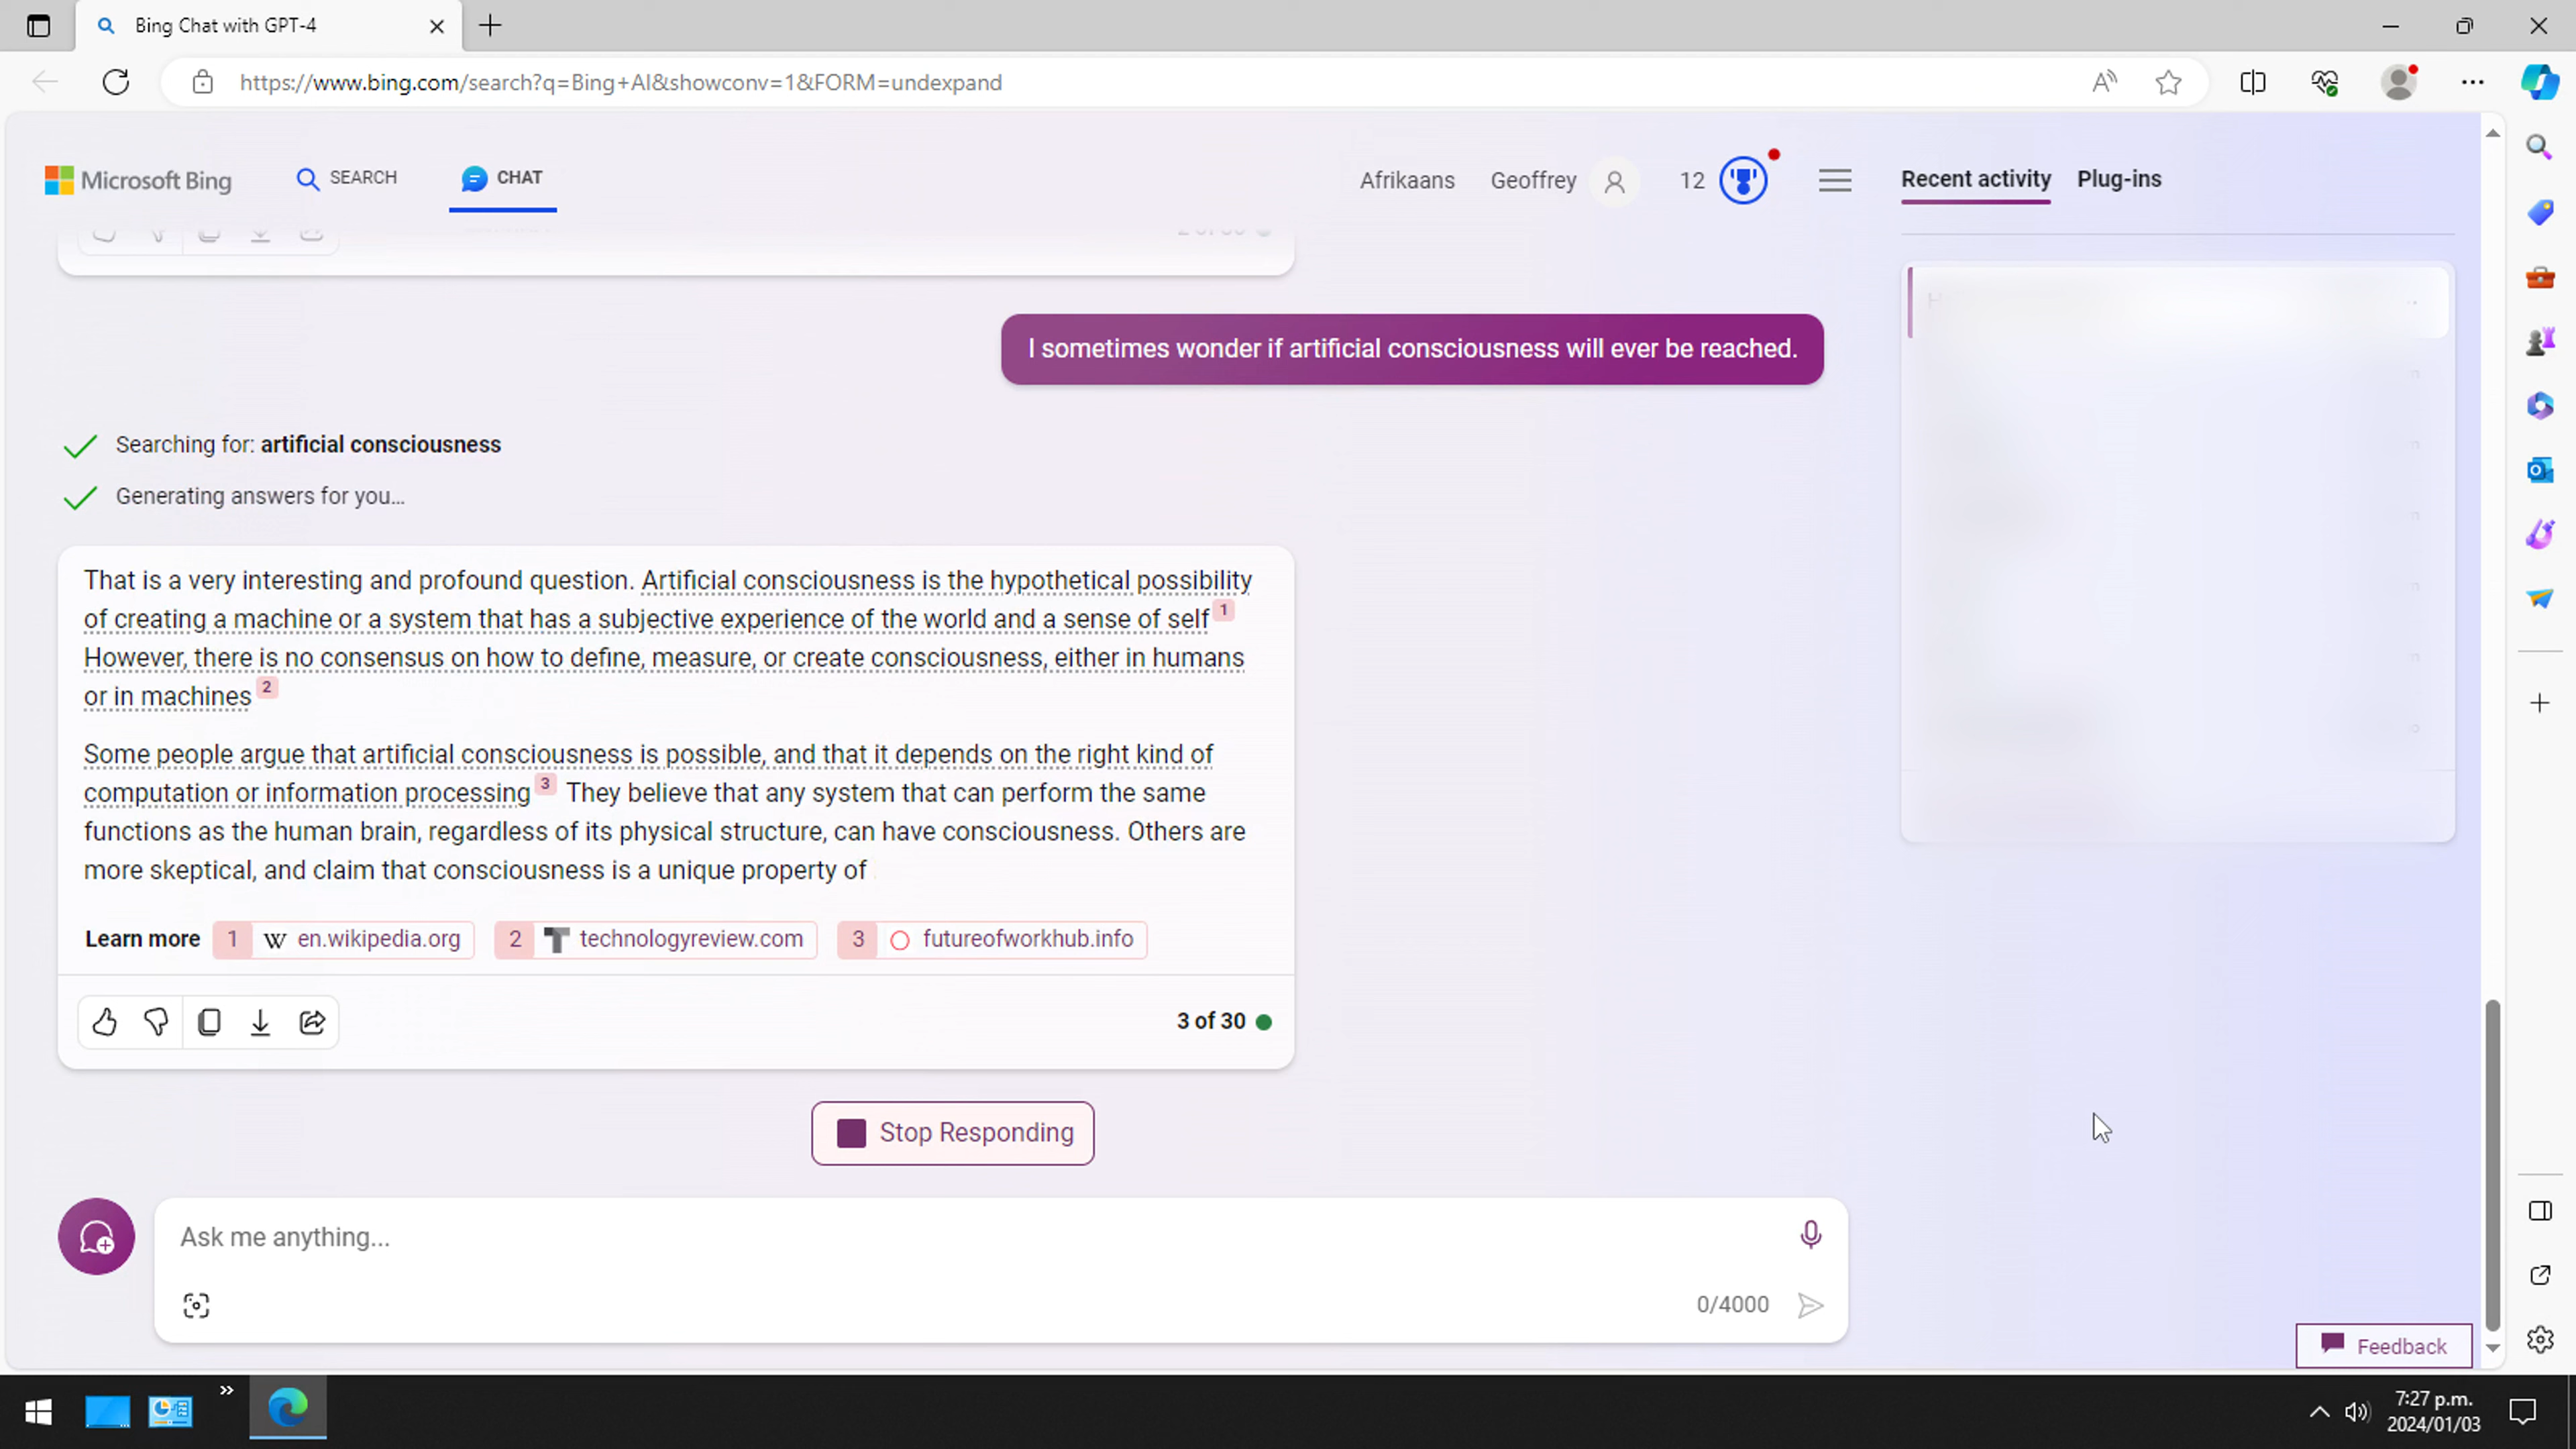 Bing Chat with GPT-4
https://www.bing.com/search?q=Bing+AI&showconv=1&FORM=undexpand
Microsoft Bing
SEARCH
CHAT
Afrikaans
Geoffrey
12
Recent activity
Plug-ins
I sometimes wonder if artificial consciousness will ever be reached.
Searching for: artificial consciousness
Generating answers for you...
That is a very interesting and profound question. Artificial consciousness is the hypothetical possibility
of creating a machine or a system that has a subjective experience of the world and a sense of self 1
However, there is no consensus on how to define, measure, or create consciousness, either in humans
or in machines 2
Some people argue that artificial consciousness is possible, and that it depends on the right kind of
computation or information processing 3 They believe that any system that can perform the same
functions as the human brain, regardless of its physical structure, can have consciousness. Others are
more skeptical, and claim that consciousness is a unique property of
Learn more 1 W en.wikipedia.org 2 technologyreview.com 3 futureofworkhub.info
3 of 30
Stop Responding
Ask me anything...
0/4000
Feedback
7:27 p.m.
2024/01/03